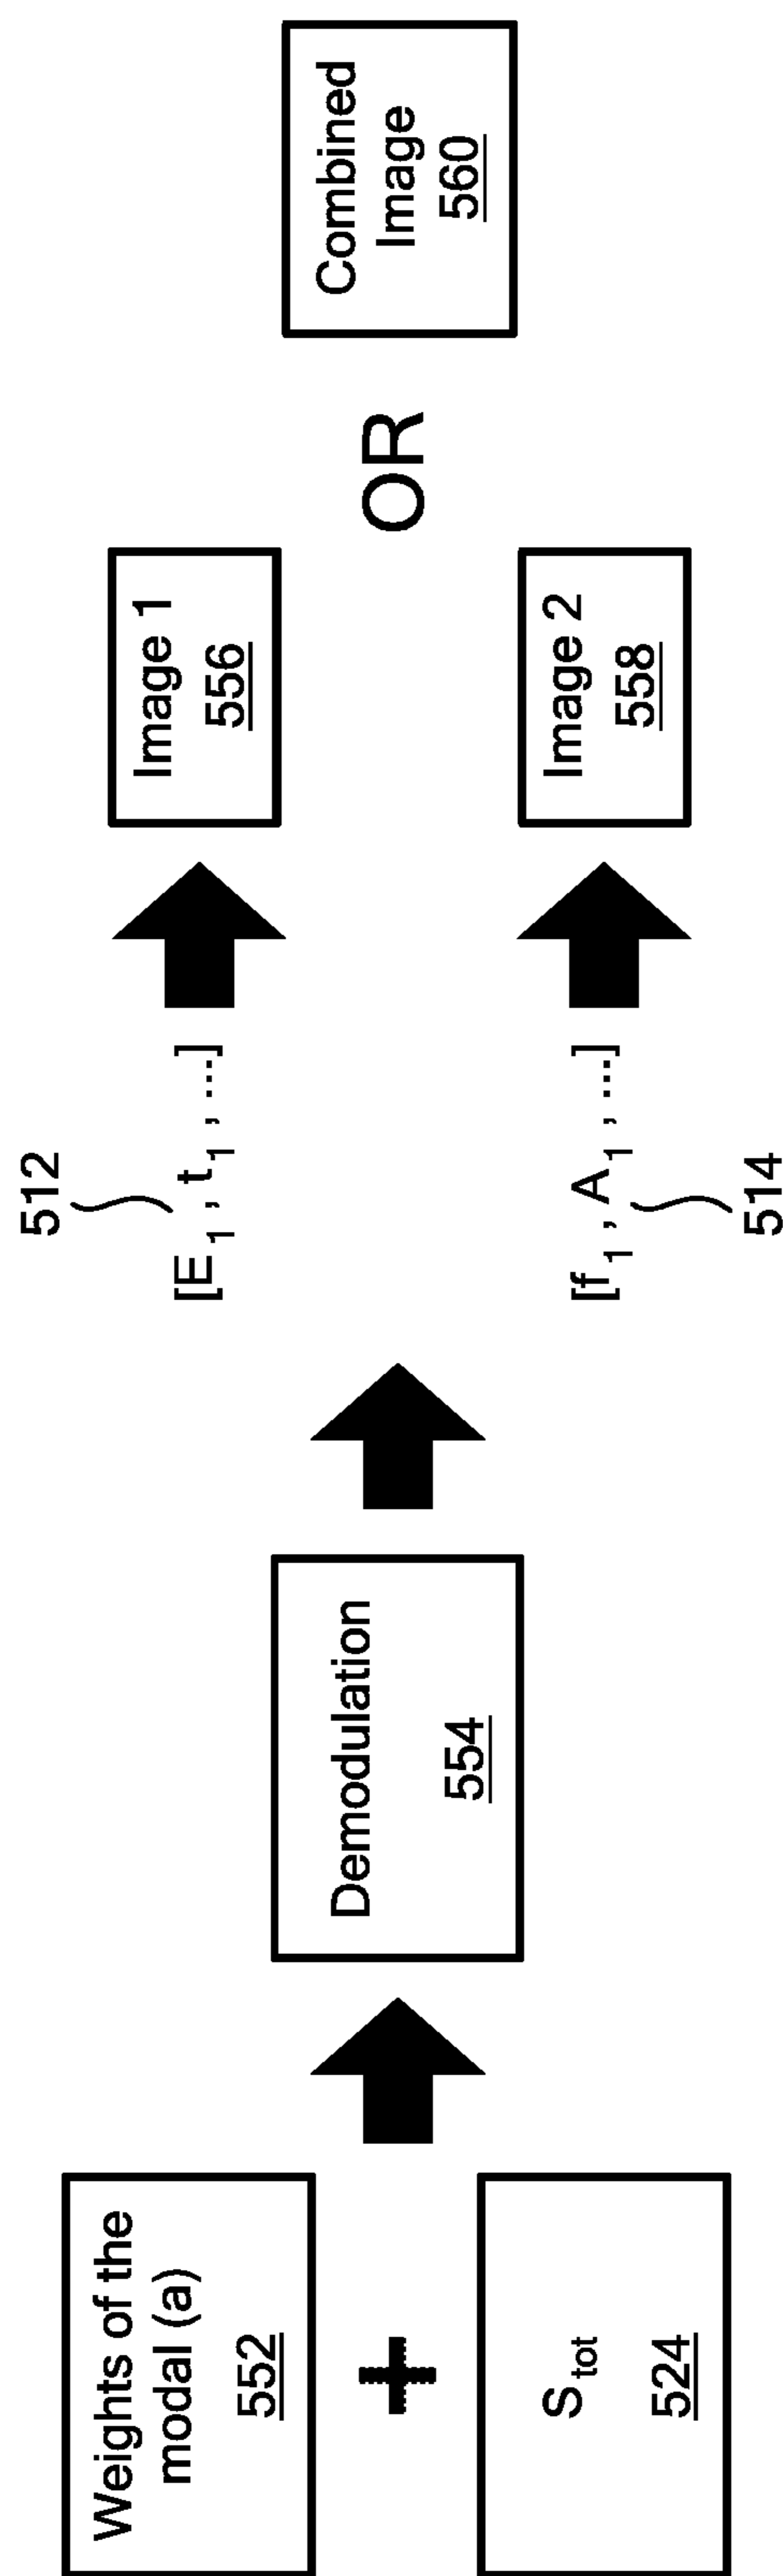 Weights of the
modal (a)
552
+
S_tot
524
Demodulation
554
512
[E_1 , t_1 , ...]
[f_1 , A_1 , ...]
514
Image 1
556
Image 2
558
OR
Combined
Image
560